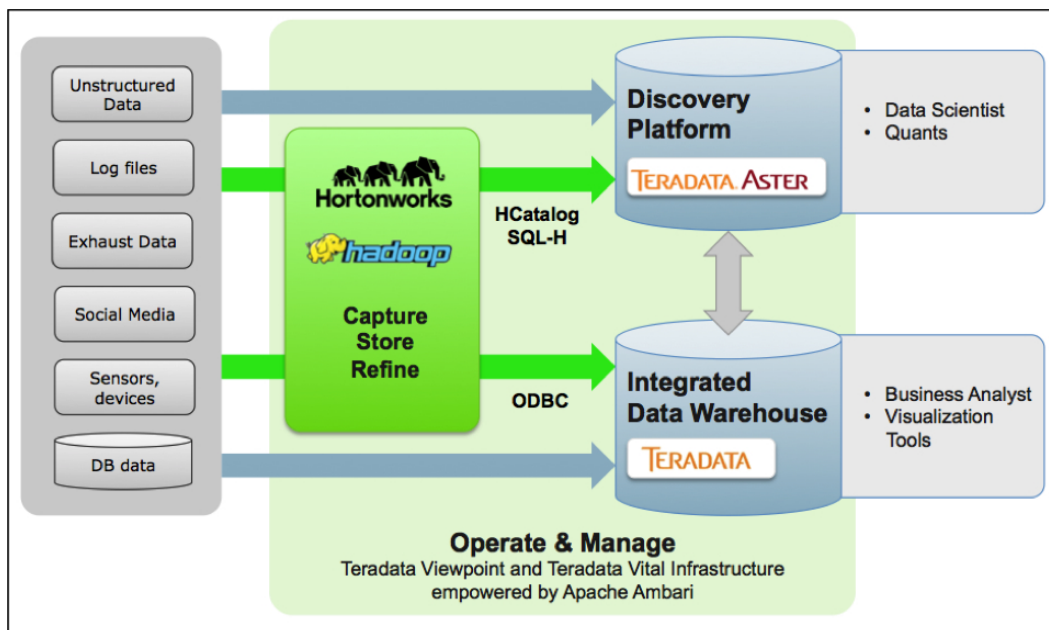 Unstructured
Data
Log files
Exhaust Data
Social Media
Sensors,
devices
DB data
Hortonworks
hadoop
Capture
Store
Refine
HCatalog
SQL-H
ODBC
Discovery
Platform
TERADATA ASTER
Integrated
Data Warehouse
TERADATA
• Data Scientist
• Quants
• Business Analyst
• Visualization
Tools
Operate & Manage
Teradata Viewpoint and Teradata Vital Infrastructure
empowered by Apache Ambari